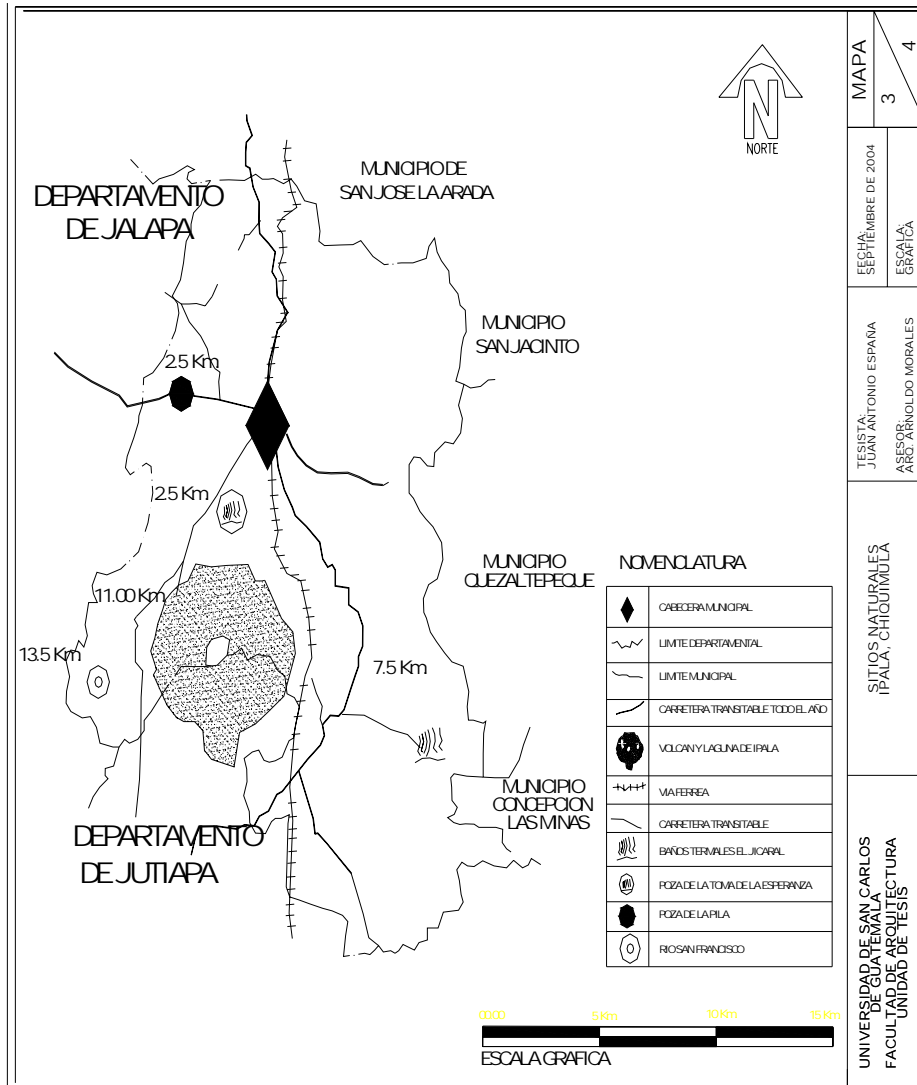 N
NORTE
MUNICIPIO DE
SAN JOSE LA ARADA
DEPARTAMENTO
DE JALAPA
MUNICIPIO
SAN JACINTO
25 Km
25 Km
MUNICIPIO
QUEZALTEPEQUE
11.00 Km
13.5 Km
7.5 Km
MUNICIPIO
CONCEPCION
LAS MINAS
DEPARTAMENTO
DE JUTIAPA
NOMENCLATURA
CABECERA MUNICIPAL
LIMITE DEPARTAMENTAL
LIMITE MUNICIPAL
CARRETERA TRANSITABLE TODO EL AÑO
VOLCAN Y LAGUNA DE IPALA
VIA FERREA
CARRETERA TRANSITABLE
BAÑOS TERMALES EL JICARAL
POZA DE LA TOMA DE LA ESPERANZA
POZA DE LA PILA
RIO SAN FRANCISCO
00.00 5 Km 10 Km 15 Km
ESCALA GRAFICA
MAPA
3 4
FECHA:
SEPTIEMBRE DE 2004
ESCALA:
GRAFICA
TESISTA:
JUAN ANTONIO ESPAÑA
ASESOR:
ARQ. ARNOLDO MORALES
SITIOS NATURALES
IPALA, CHIQUIMULA
UNIVERSIDAD DE SAN CARLOS
DE GUATEMALA
FACULTAD DE ARQUITECTURA
UNIDAD DE TESIS